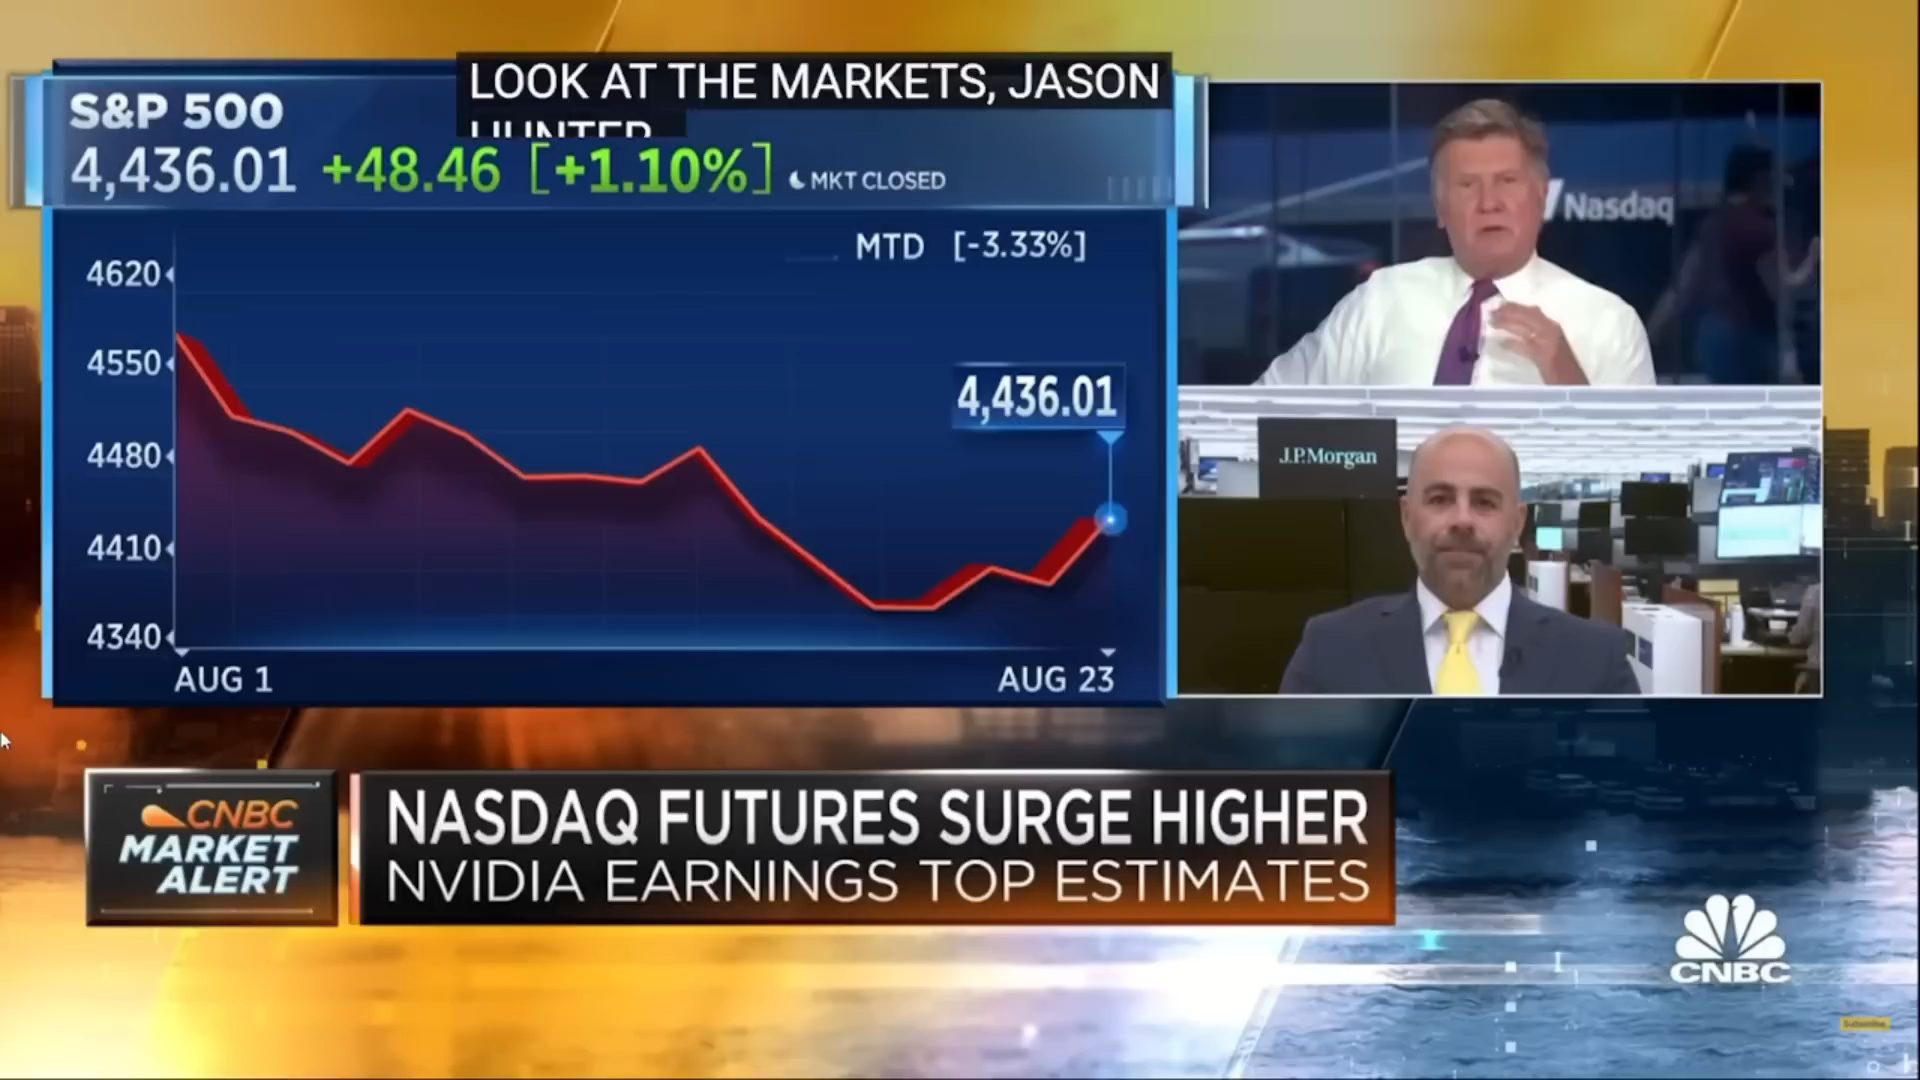 LOOK AT THE MARKETS, JASON
HUNTER
S&P 500
4,436.01 +48.46 [+1.10%] MKT CLOSED
MTD [-3.33%]
4620
4550
4480
4410
4340
4,436.01
AUG 1 AUG 23
Nasdaq
J.P.Morgan
CNBC
MARKET
ALERT
NASDAQ FUTURES SURGE HIGHER
NVIDIA EARNINGS TOP ESTIMATES
CNBC